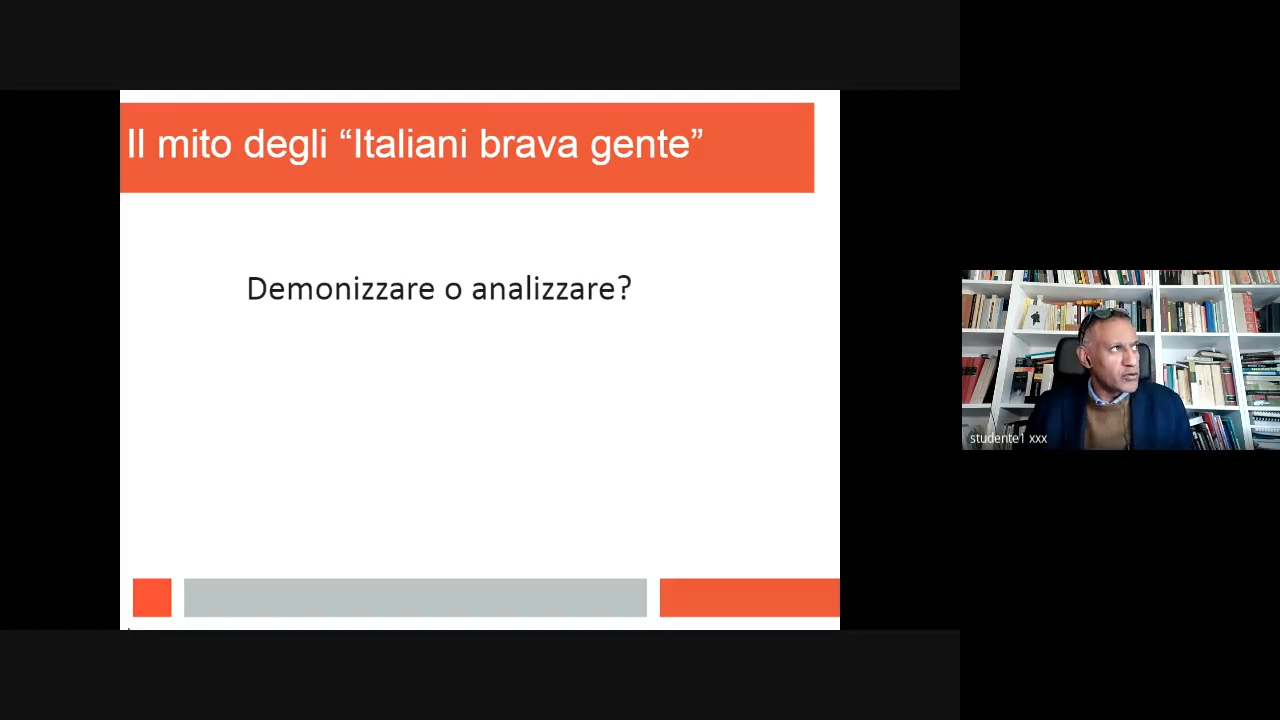 Il mito degli “Italiani brava gente”
Demonizzare o analizzare?
studente1 xxx